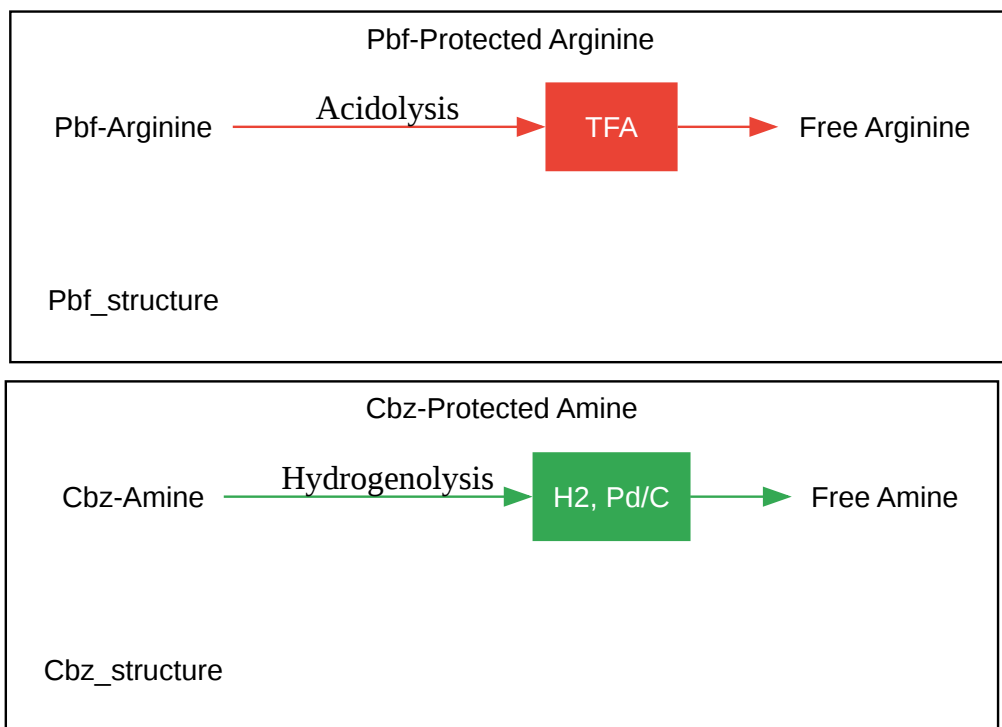 Pbf-Protected Arginine
Pbf-Arginine
Acidolysis
TFA
Free Arginine
Pbf_structure
Cbz-Protected Amine
Cbz-Amine
Hydrogenolysis
H2, Pd/C
Free Amine
Cbz_structure